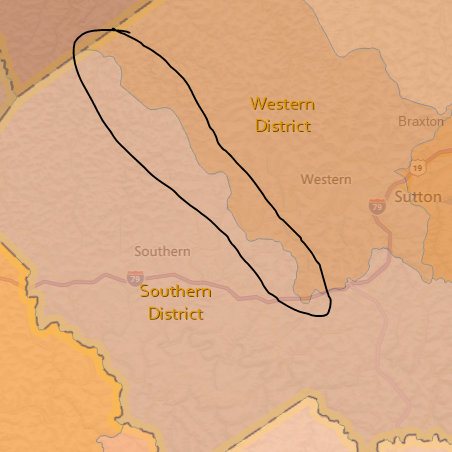 Western
District
Braxton
19
Western
79
Sutton
Southern
79
Southern
District